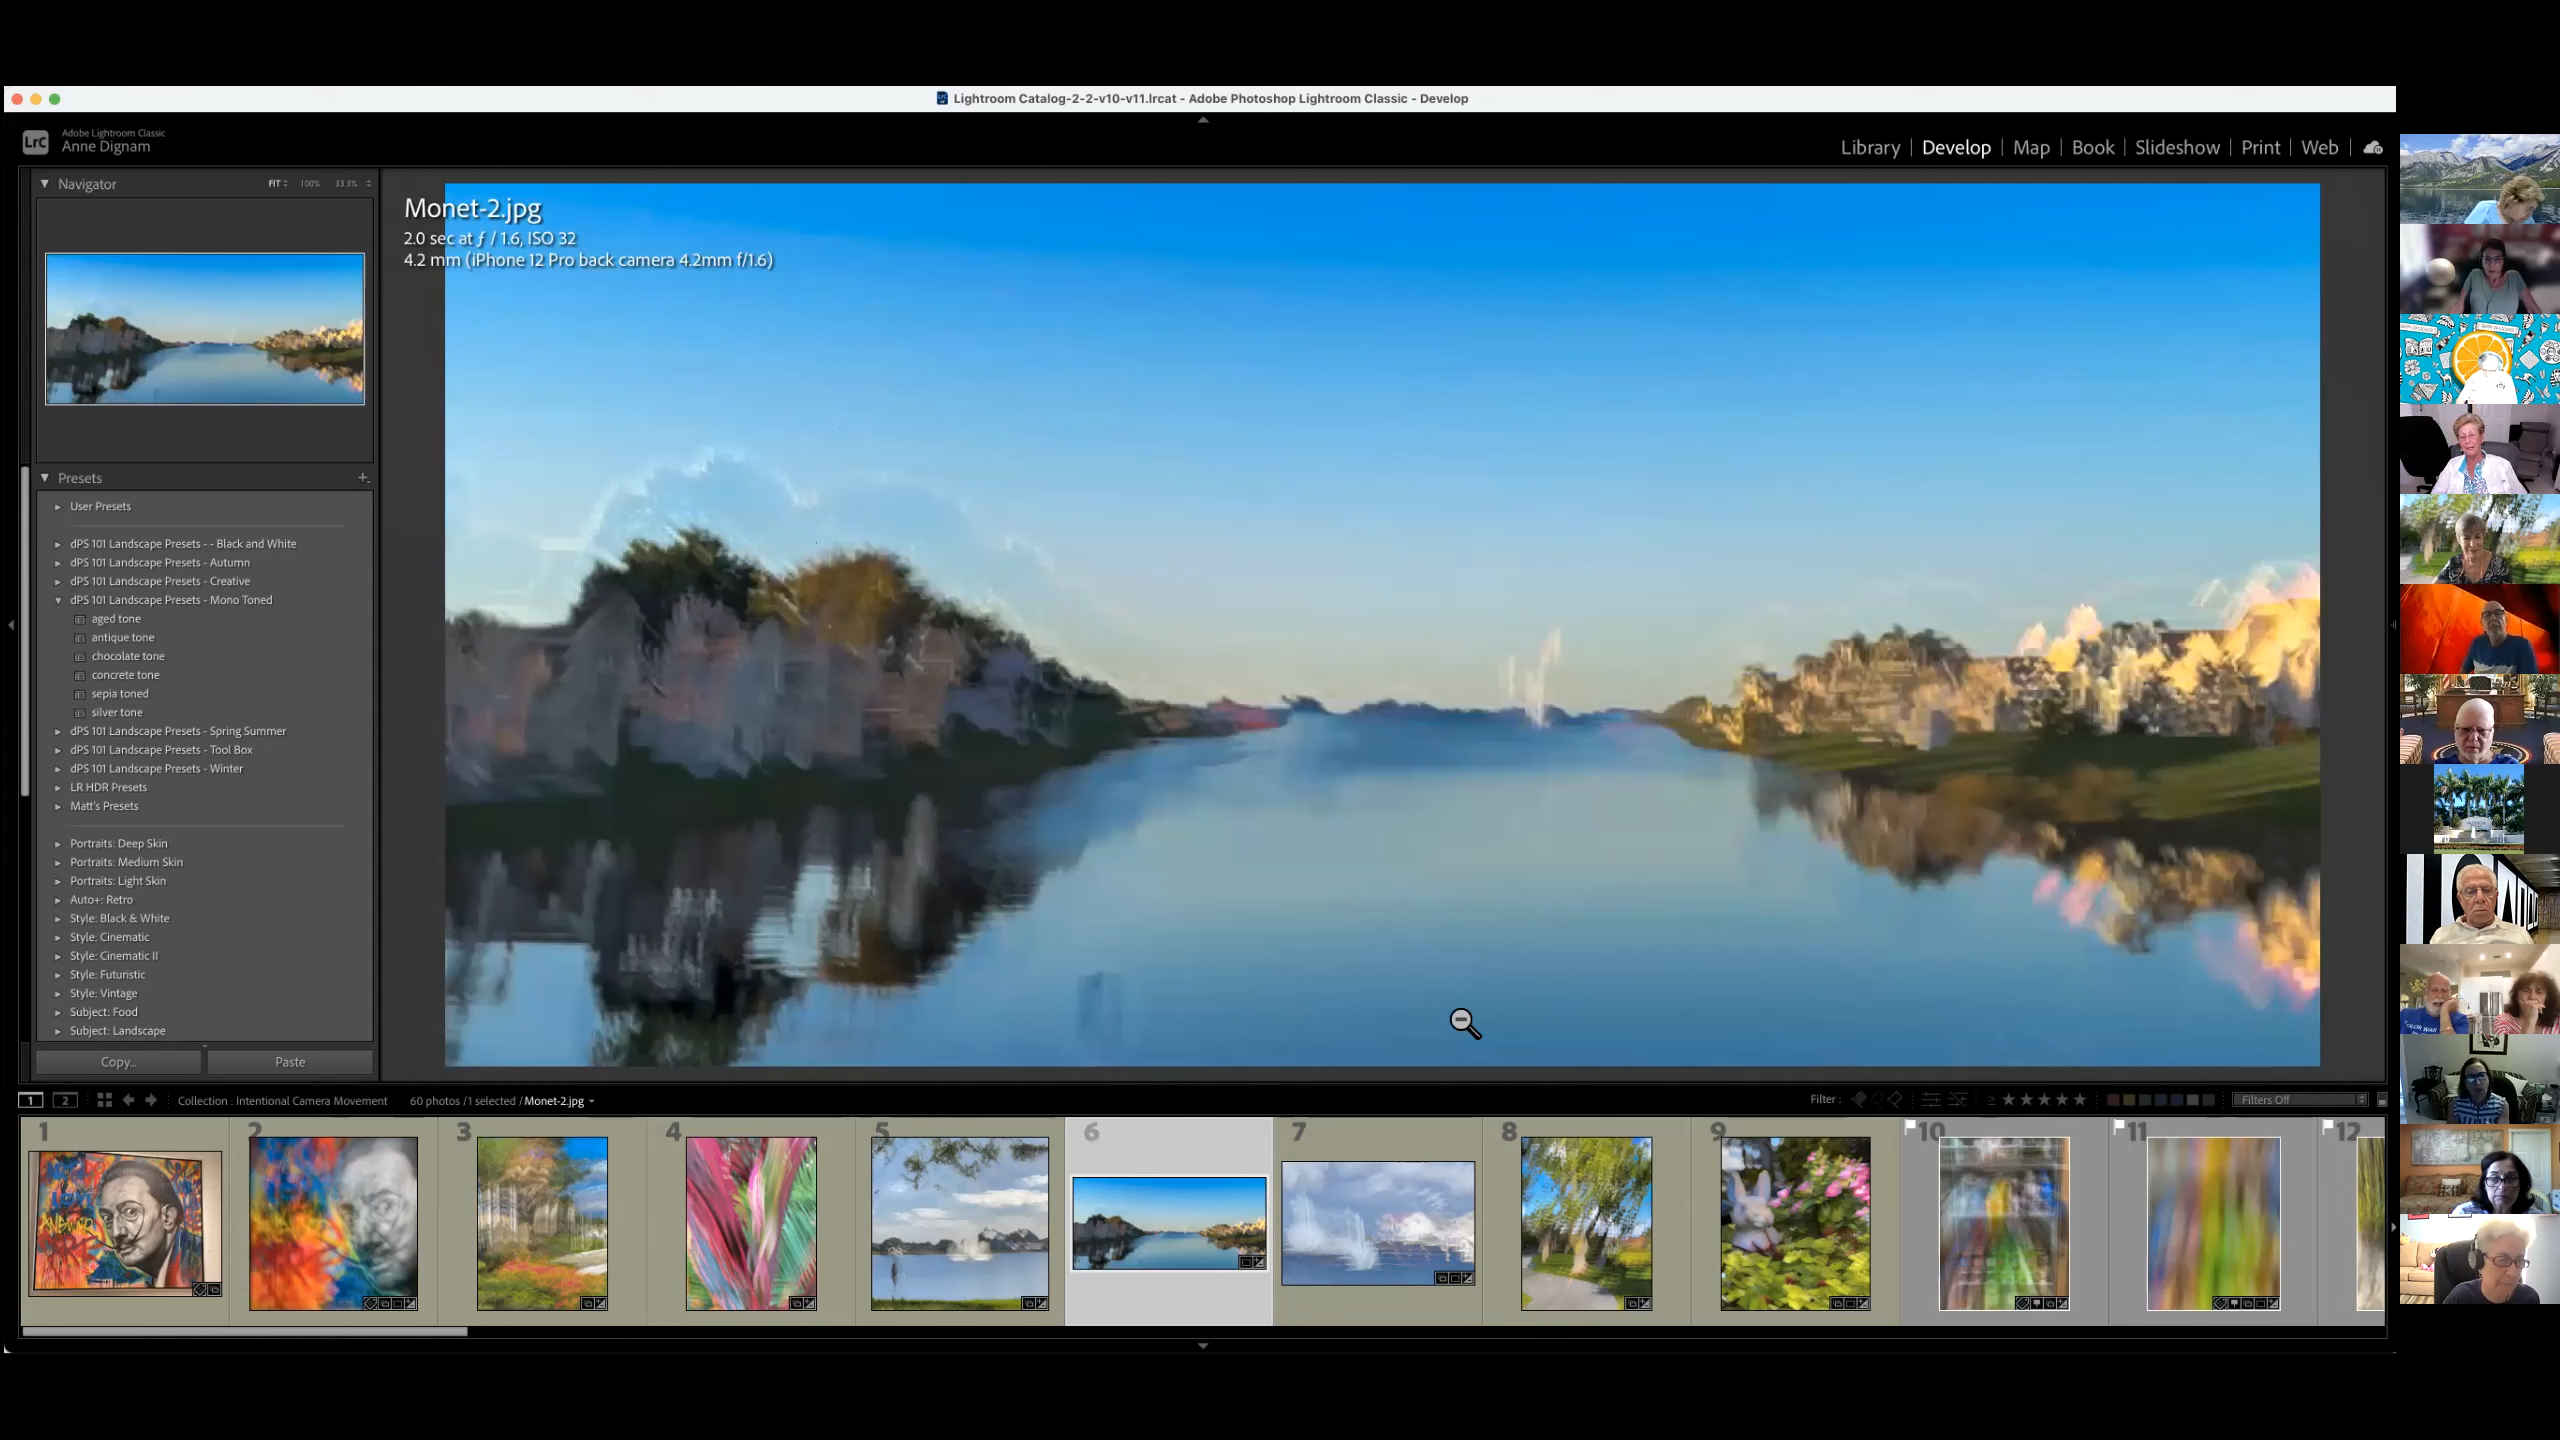 Lightroom Catalog-2-2-v10-v11.lrcat - Adobe Photoshop Lightroom Classic - Develop
LrC
Adobe Lightroom Classic
Anne Dignam
Library | Develop | Map | Book | Slideshow | Print | Web
Navigator
FIT 100% 33.3%
Monet-2.jpg
2.0 sec at ƒ / 1.6, ISO 32
4.2 mm (iPhone 12 Pro back camera 4.2mm f/1.6)
Presets
User Presets
dPS 101 Landscape Presets - - Black and White
dPS 101 Landscape Presets - Autumn
dPS 101 Landscape Presets - Creative
dPS 101 Landscape Presets - Mono Toned
aged tone
antique tone
chocolate tone
concrete tone
sepia toned
silver tone
dPS 101 Landscape Presets - Spring Summer
dPS 101 Landscape Presets - Tool Box
dPS 101 Landscape Presets - Winter
LR HDR Presets
Matt's Presets
Portraits: Deep Skin
Portraits: Medium Skin
Portraits: Light Skin
Auto+: Retro
Style: Black & White
Style: Cinematic
Style: Cinematic II
Style: Futuristic
Style: Vintage
Subject: Food
Subject: Landscape
Copy... Paste
1 2 Collection : Intentional Camera Movement 60 photos /1 selected /Monet-2.jpg Filter : Filters Off
1 2 3 4 5 6 7 8 9 10 11 12
COLOR WAR